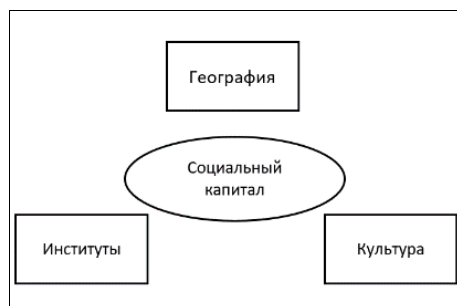 География
Социальный
капитал
Институты
Культура